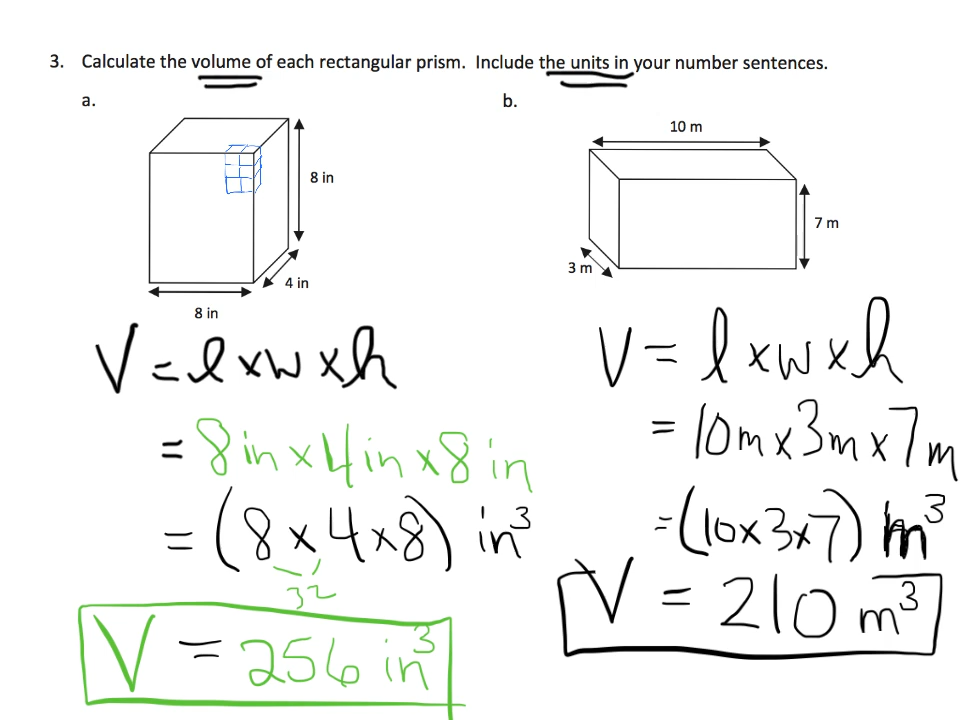 3. Calculate the volume of each rectangular prism. Include the units in your number sentences.
a.
8 in
4 in
8 in
V = l x w x h
= 8 in x 4 in x 8 in
= (8 x 4 x 8) in³
32
V = 256 in³
b.
10 m
7 m
3 m
V = l x w x h
= 10 m x 3 m x 7 m
= (10 x 3 x 7) m³
V = 210 m³